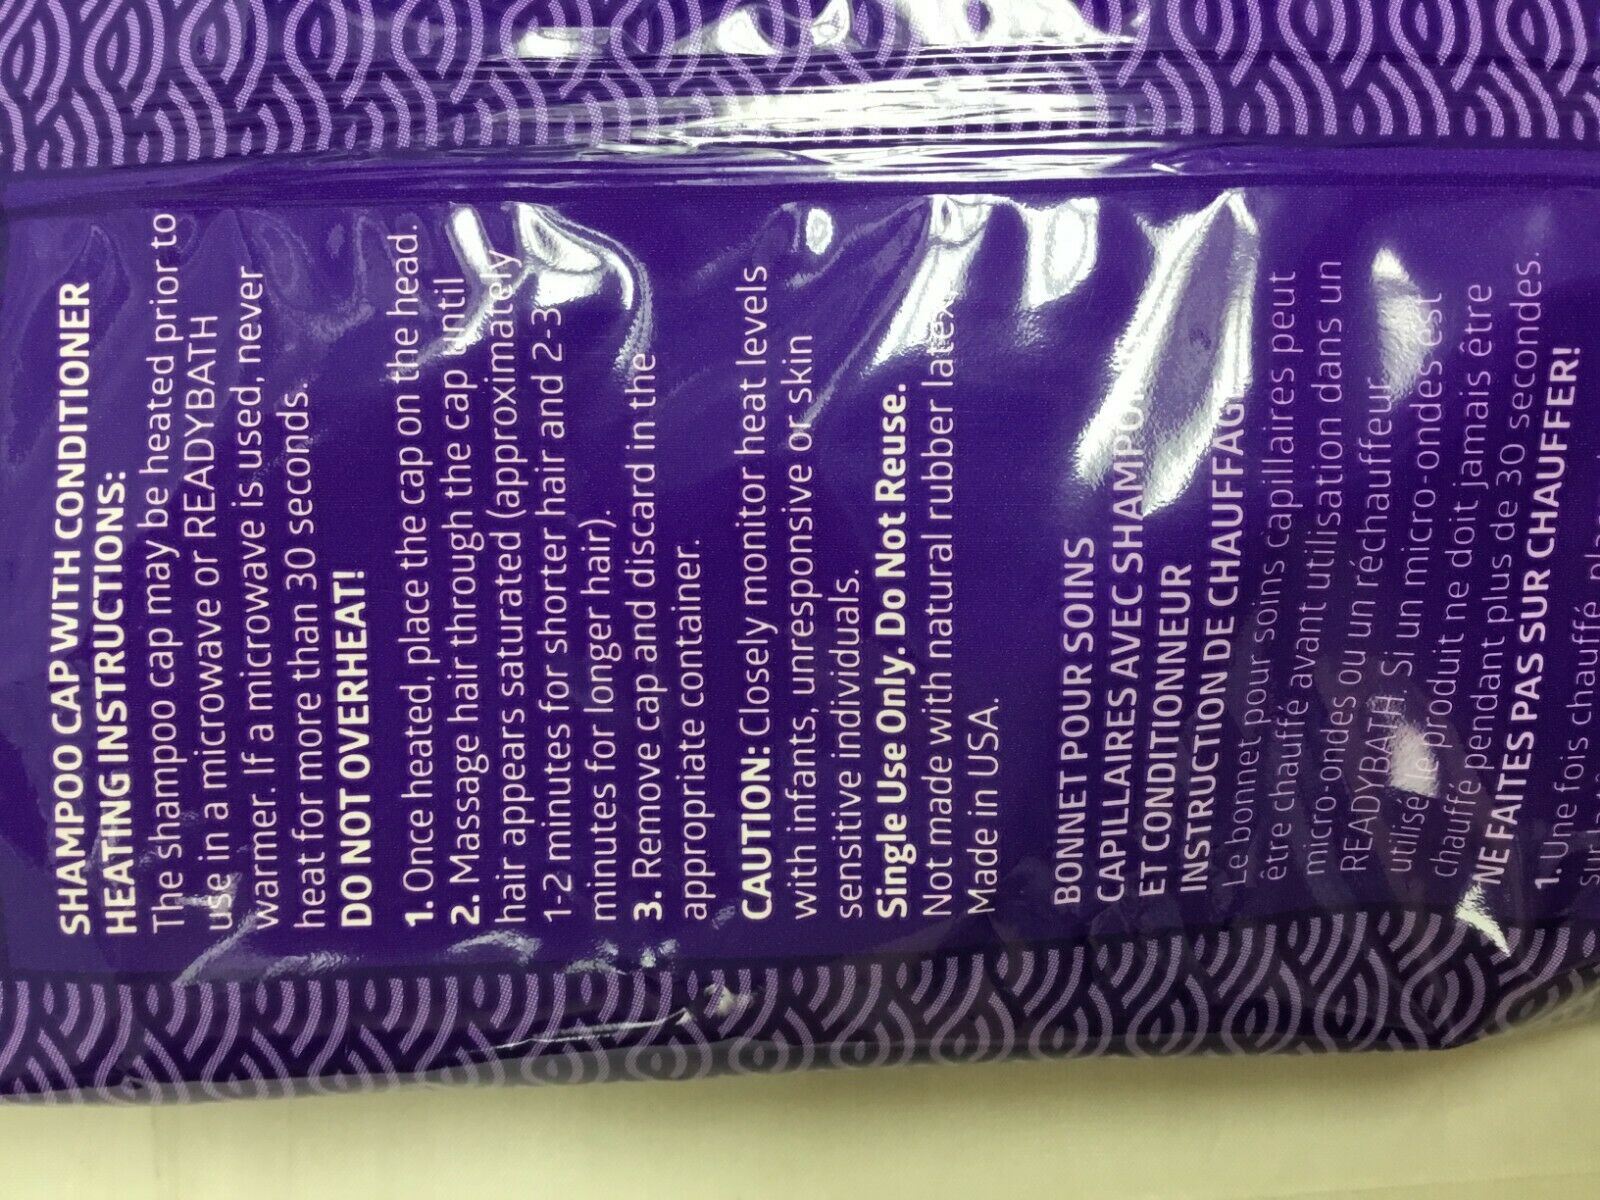 SHAMPOO CAP WITH CONDITIONER
HEATING INSTRUCTIONS:
The shampoo cap may be heated prior to
use in a microwave or READYBATH
warmer. If a microwave is used, never
heat for more than 30 seconds.
DO NOT OVERHEAT!
1. Once heated, place the cap on the head.
2. Massage hair through the cap until
hair appears saturated (approximately
1-2 minutes for shorter hair and 2-3
minutes for longer hair).
3. Remove cap and discard in the
appropriate container.
CAUTION: Closely monitor heat levels
with infants, unresponsive or skin
sensitive individuals.
Single Use Only. Do Not Reuse.
Not made with natural rubber latex.
Made in USA.
BONNET POUR SOINS
CAPILLAIRES AVEC SHAMPO
ET CONDITIONNEUR
INSTRUCTION DE CHAUFFAG
Le bonnet pour soins capillaires peut
être chauffé avant utilisation dans un
micro-ondes ou un réchauffeur
READYBATH. Si un micro-ondes est
utilise, le produit ne doit jamais être
chauffé pendant plus de 30 secondes.
NE FAITES PAS SUR CHAUFFER!
1. Une fois chauffé